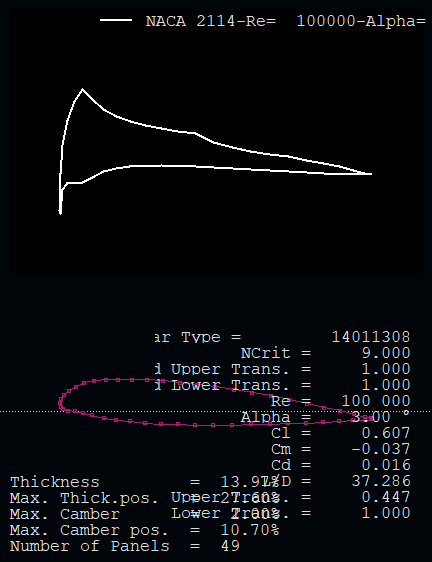 NACA 2114-Re= 100000-Alpha=
ar Type = 14011308
NCrit = 9.000
d Upper Trans. = 1.000
d Lower Trans. = 1.000
Re = 100 000
Alpha = 3.00 °
Cl = 0.607
Cm = -0.037
Cd = 0.016
L/D = 37.286
Upper Trans. = 0.447
Lower Trans. = 1.000
Thickness = 13.97%
Max. Thick.pos. = 27.60%
Max. Camber = 2.00%
Max. Camber pos. = 10.70%
Number of Panels = 49